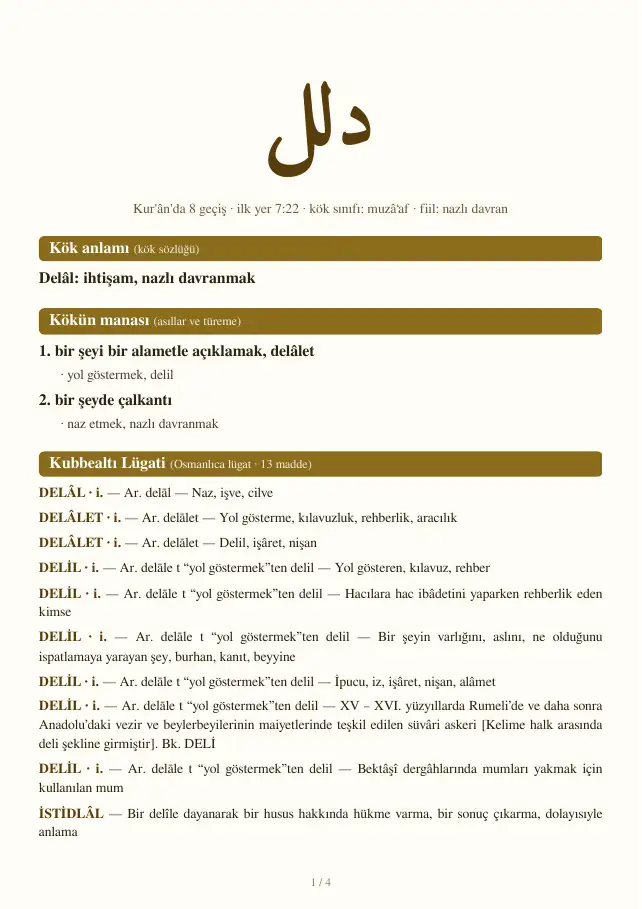 دلل
Kur'ân'da 8 geçiş · ilk yer 7:22 · kök sınıfı: muzâ'af · fiil: nazlı davran
Kök anlamı (kök sözlüğü)
Delâl: ihtişam, nazlı davranmak
Kökün manası (asıllar ve türeme)
1. bir şeyi bir alametle açıklamak, delâlet
· yol göstermek, delil
2. bir şeyde çalkantı
· naz etmek, nazlı davranmak
Kubbealtı Lügati (Osmanlıca lügat · 13 madde)
DELÂL · i. — Ar. delāl — Naz, işve, cilve
DELÂLET · i. — Ar. delālet — Yol gösterme, kılavuzluk, rehberlik, aracılık
DELÂLET · i. — Ar. delālet — Delil, işâret, nişan
DELİL · i. — Ar. delāle t “yol göstermek”ten delil — Yol gösteren, kılavuz, rehber
DELİL · i. — Ar. delāle t “yol göstermek”ten delil — Hacılara hac ibâdetini yaparken rehberlik eden
kimse
DELİL · i. — Ar. delāle t “yol göstermek”ten delil — Bir şeyin varlığını, aslını, ne olduğunu
ispatlamaya yarayan şey, burhan, kanıt, beyyine
DELİL · i. — Ar. delāle t “yol göstermek”ten delil — İpucu, iz, işâret, nişan, alâmet
DELİL · i. — Ar. delāle t “yol göstermek”ten delil — XV – XVI. yüzyıllarda Rumeli’de ve daha sonra
Anadolu’daki vezir ve beylerbeyilerinin maiyetlerinde teşkil edilen süvâri askeri [Kelime halk arasında
deli şekline girmiştir]. Bk. DELİ
DELİL · i. — Ar. delāle t “yol göstermek”ten delil — Bektâşî dergâhlarında mumları yakmak için
kullanılan mum
İSTİDLÂL — Bir delîle dayanarak bir husus hakkında hükme varma, bir sonuç çıkarma, dolayısıyle
anlama
1 / 4